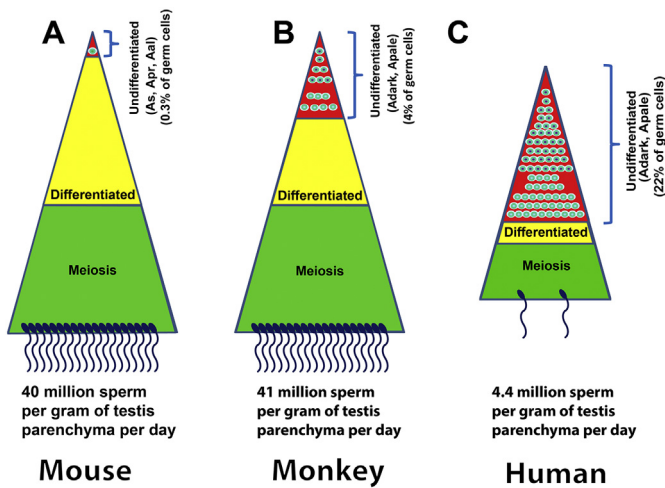 A
Undifferentiated
(As, Apr, Aal)
(0.3% of germ cells)
Differentiated
Meiosis
40 million sperm
per gram of testis
parenchyma per day
Mouse
B
Undifferentiated
(Adark, Apale)
(4% of germ cells)
Differentiated
Meiosis
41 million sperm
per gram of testis
parenchyma per day
Monkey
C
Undifferentiated
(Adark, Apale)
(22% of germ cells)
Differentiated
Meiosis
4.4 million sperm
per gram of testis
parenchyma per day
Human